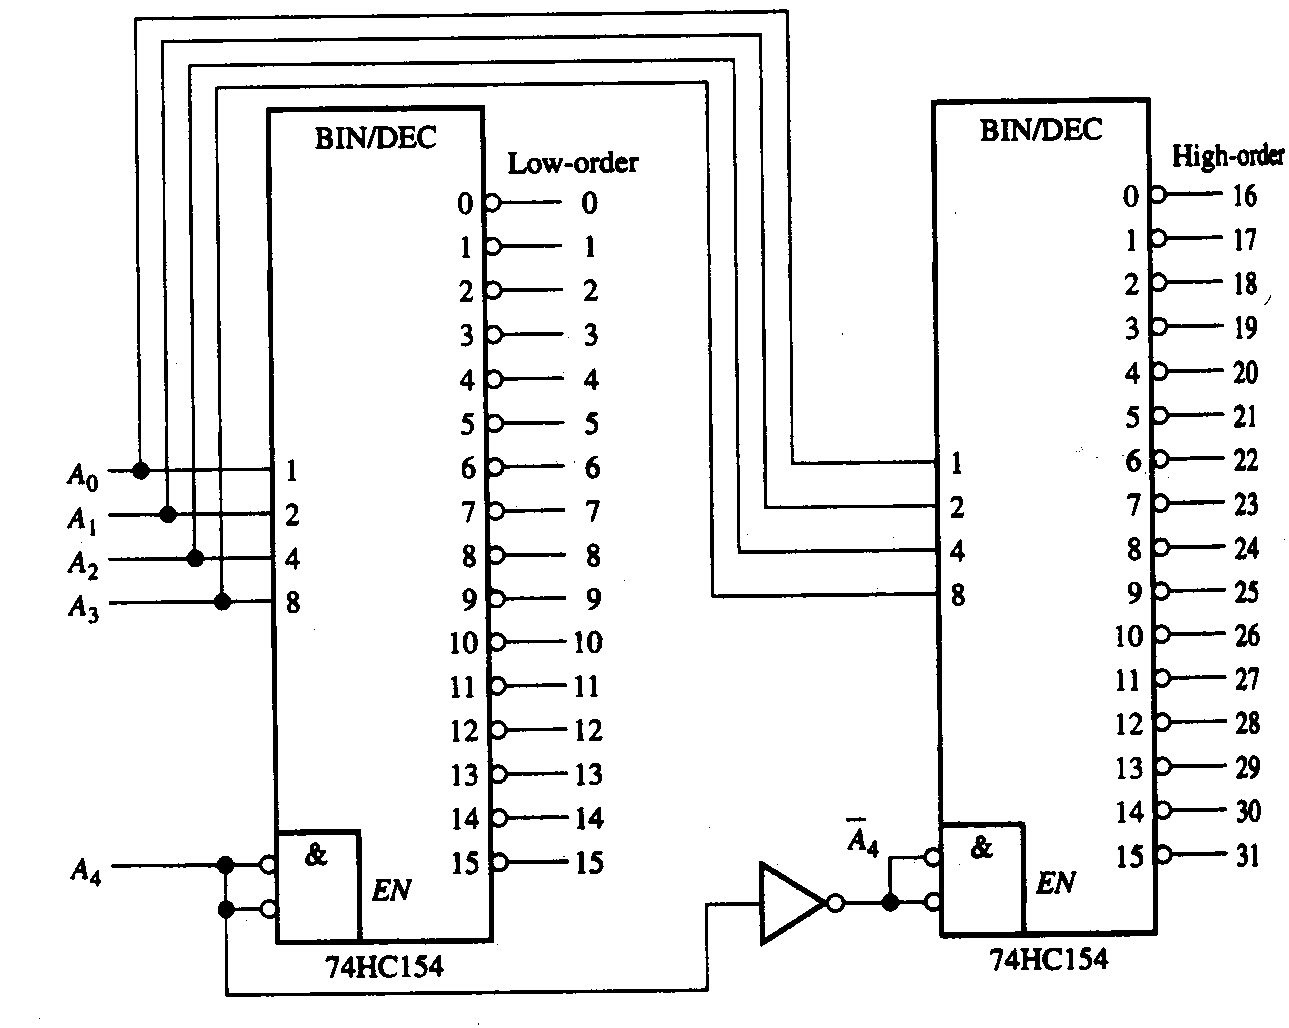 BIN/DEC
Low-order
0 0
1 1
2 2
3 3
4 4
5 5
6 6
7 7
8 8
9 9
10 10
11 11
12 12
13 13
14 14
15 15
A0 1
A1 2
A2 4
A3 8
A4
&
EN
74HC154
BIN/DEC
High-order
0 16
1 17
2 18
3 19
4 20
5 21
6 22
7 23
8 24
9 25
10 26
11 27
12 28
13 29
14 30
15 31
1
2
4
8
A̅4
&
EN
74HC154